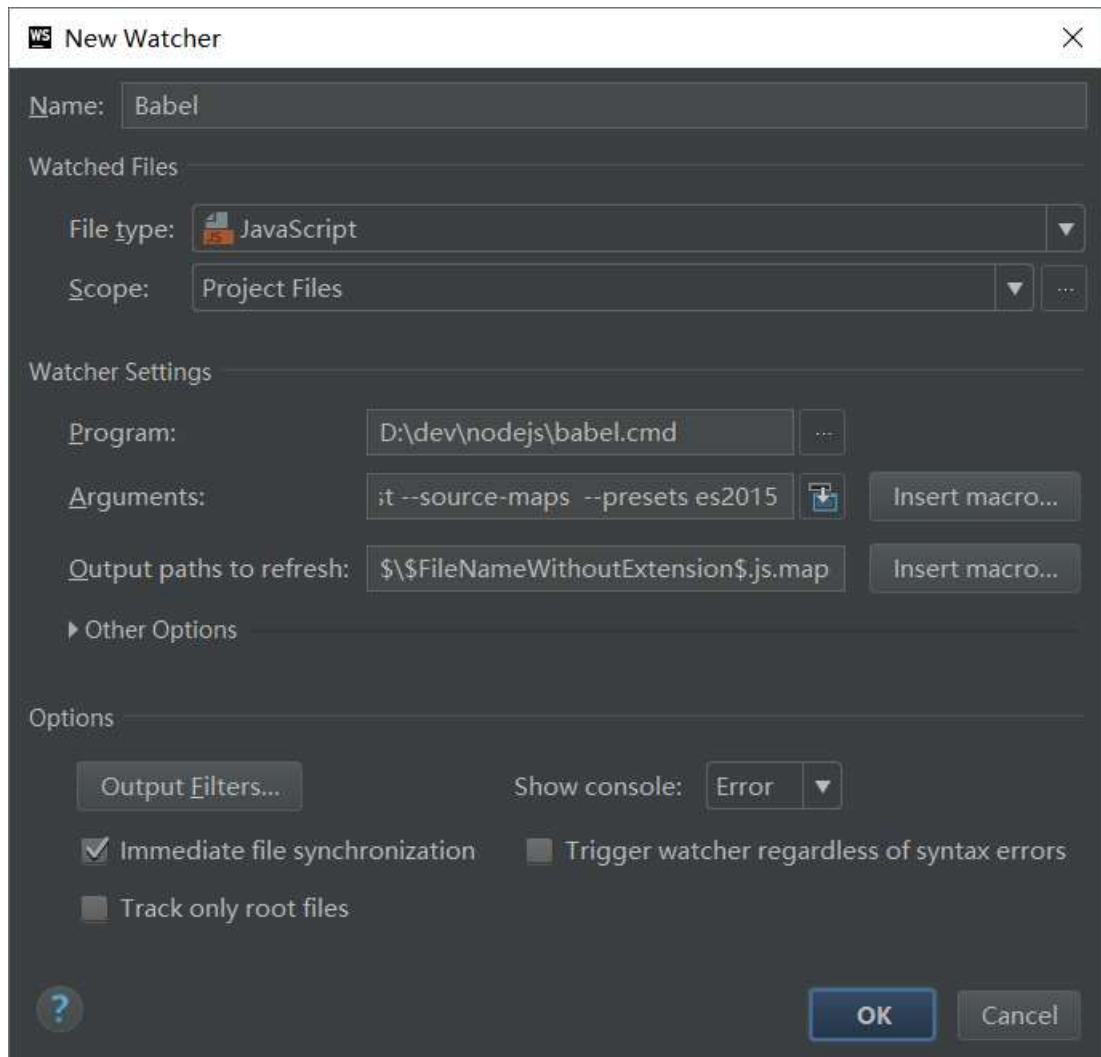 WS New Watcher
Name: Babel
Watched Files
File type: JS JavaScript
Scope: Project Files ...
Watcher Settings
Program: D:\dev\nodejs\babel.cmd ...
Arguments: st --source-maps --presets es2015 Insert macro...
Output paths to refresh: $\$FileNameWithoutExtension$.js.map Insert macro...
Other Options
Options
Output Filters... Show console: Error
Immediate file synchronization Trigger watcher regardless of syntax errors
Track only root files
? OK Cancel